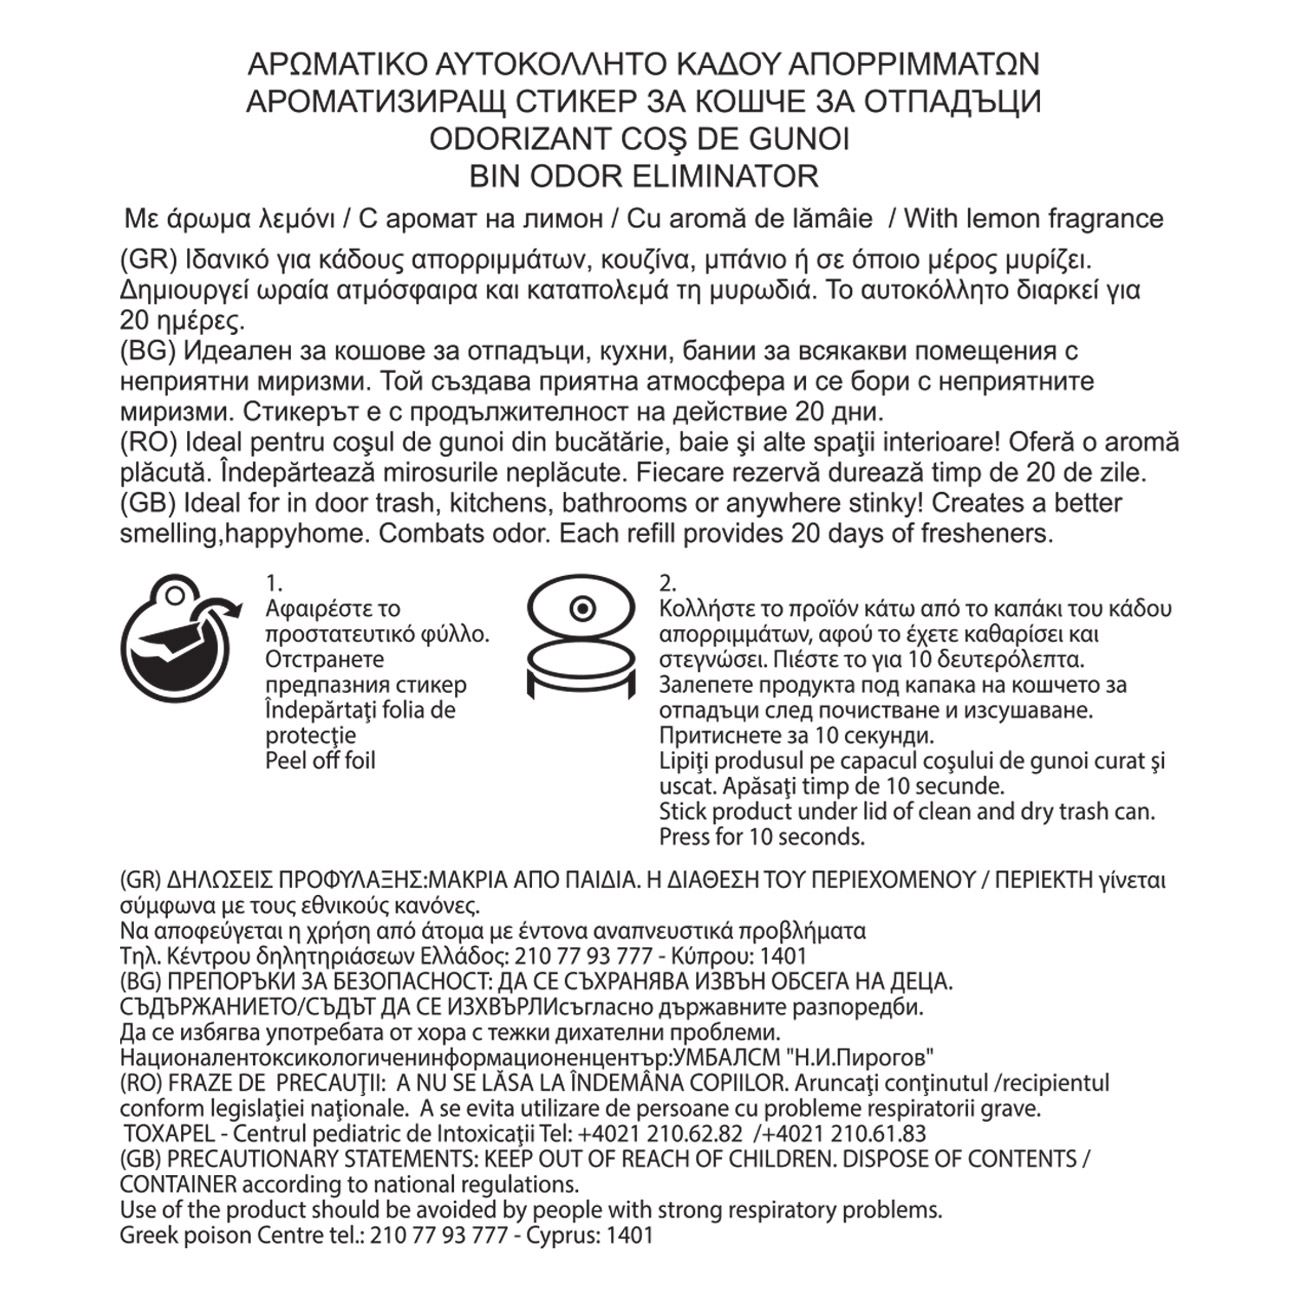 ΑΡΩΜΑΤΙΚΟ ΑΥΤΟΚΟΛΛΗΤΟ ΚΑΔΟΥ ΑΠΟΡΡΙΜΜΑΤΩΝ
АРОМАТИЗИРАЩ СТИКЕР ЗА КОШЧЕ ЗА ОТПАДЪЦИ
ODORIZANT COŞ DE GUNOI
BIN ODOR ELIMINATOR
Με άρωμα λεμόνι / С аромат на лимон / Cu aromă de lămâie / With lemon fragrance
(GR) Ιδανικό για κάδους απορριμμάτων, κουζίνα, μπάνιο ή σε όποιο μέρος μυρίζει.
Δημιουργεί ωραία ατμόσφαιρα και καταπολεμά τη μυρωδιά. Το αυτοκόλλητο διαρκεί για
20 ημέρες.
(BG) Идеален за кошове за отпадъци, кухни, бании за всякакви помещения с
неприятни миризми. Той създава приятна атмосфера и се бори с неприятните
миризми. Стикерът е с продължителност на действие 20 дни.
(RO) Ideal pentru coşul de gunoi din bucătărie, baie şi alte spaţii interioare! Oferă o aromă
plăcută. Îndepărtează mirosurile neplăcute. Fiecare rezervă durează timp de 20 de zile.
(GB) Ideal for in door trash, kitchens, bathrooms or anywhere stinky! Creates a better
smelling,happyhome. Combats odor. Each refill provides 20 days of fresheners.
1.
Αφαιρέστε το
προστατευτικό φύλλο.
Отстранете
предпазния стикер
Îndepărtaţi folia de
protecţie
Peel off foil
2.
Κολλήστε το προϊόν κάτω από το καπάκι του κάδου
απορριμμάτων, αφού το έχετε καθαρίσει και
στεγνώσει. Πιέστε το για 10 δευτερόλεπτα.
Залепете продукта под капака на кошчето за
отпадъци след почистване и изсушаване.
Притиснете за 10 секунди.
Lipiţi produsul pe capacul coşului de gunoi curat şi
uscat. Apăsaţi timp de 10 secunde.
Stick product under lid of clean and dry trash can.
Press for 10 seconds.
(GR) ΔΗΛΩΣΕΙΣ ΠΡΟΦΥΛΑΞΗΣ:ΜΑΚΡΙΑ ΑΠΟ ΠΑΙΔΙΑ. Η ΔΙΑΘΕΣΗ ΤΟΥ ΠΕΡΙΕΧΟΜΕΝΟΥ / ΠΕΡΙΕΚΤΗ γίνεται
σύμφωνα με τους εθνικούς κανόνες.
Να αποφεύγεται η χρήση από άτομα με έντονα αναπνευστικά προβλήματα
Τηλ. Κέντρου δηλητηριάσεων Ελλάδος: 210 77 93 777 - Κύπρου: 1401
(BG) ПРЕПОРЪКИ ЗА БЕЗОПАСНОСТ: ДА СЕ СЪХРАНЯВА ИЗВЪН ОБСЕГА НА ДЕЦА.
СЪДЪРЖАНИЕТО/СЪДЪТ ДА СЕ ИЗХВЪРЛИсъгласно държавните разпоредби.
Да се избягва употребата от хора с тежки дихателни проблеми.
Националентоксикологиченинформационенцентър:УМБАЛСМ "Н.И.Пирогов"
(RO) FRAZE DE PRECAUŢII: A NU SE LĂSA LA ÎNDEMÂNA COPIILOR. Aruncaţi conţinutul /recipientul
conform legislaţiei naţionale. A se evita utilizare de persoane cu probleme respiratorii grave.
TOXAPEL - Centrul pediatric de Intoxicaţii Tel: +4021 210.62.82 /+4021 210.61.83
(GB) PRECAUTIONARY STATEMENTS: KEEP OUT OF REACH OF CHILDREN. DISPOSE OF CONTENTS /
CONTAINER according to national regulations.
Use of the product should be avoided by people with strong respiratory problems.
Greek poison Centre tel.: 210 77 93 777 - Cyprus: 1401